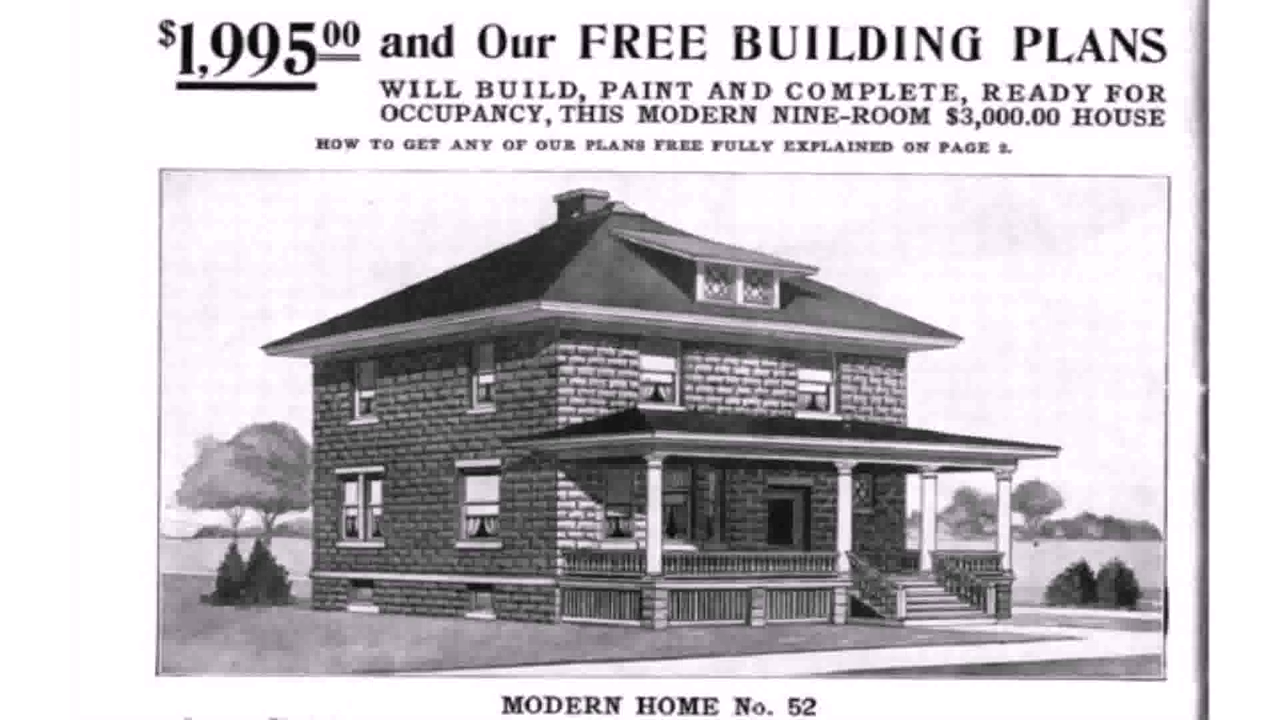 $1,995.00 and Our FREE BUILDING PLANS
WILL BUILD, PAINT AND COMPLETE, READY FOR
OCCUPANCY, THIS MODERN NINE-ROOM $3,000.00 HOUSE
HOW TO GET ANY OF OUR PLANS FREE FULLY EXPLAINED ON PAGE 2.
MODERN HOME No. 52